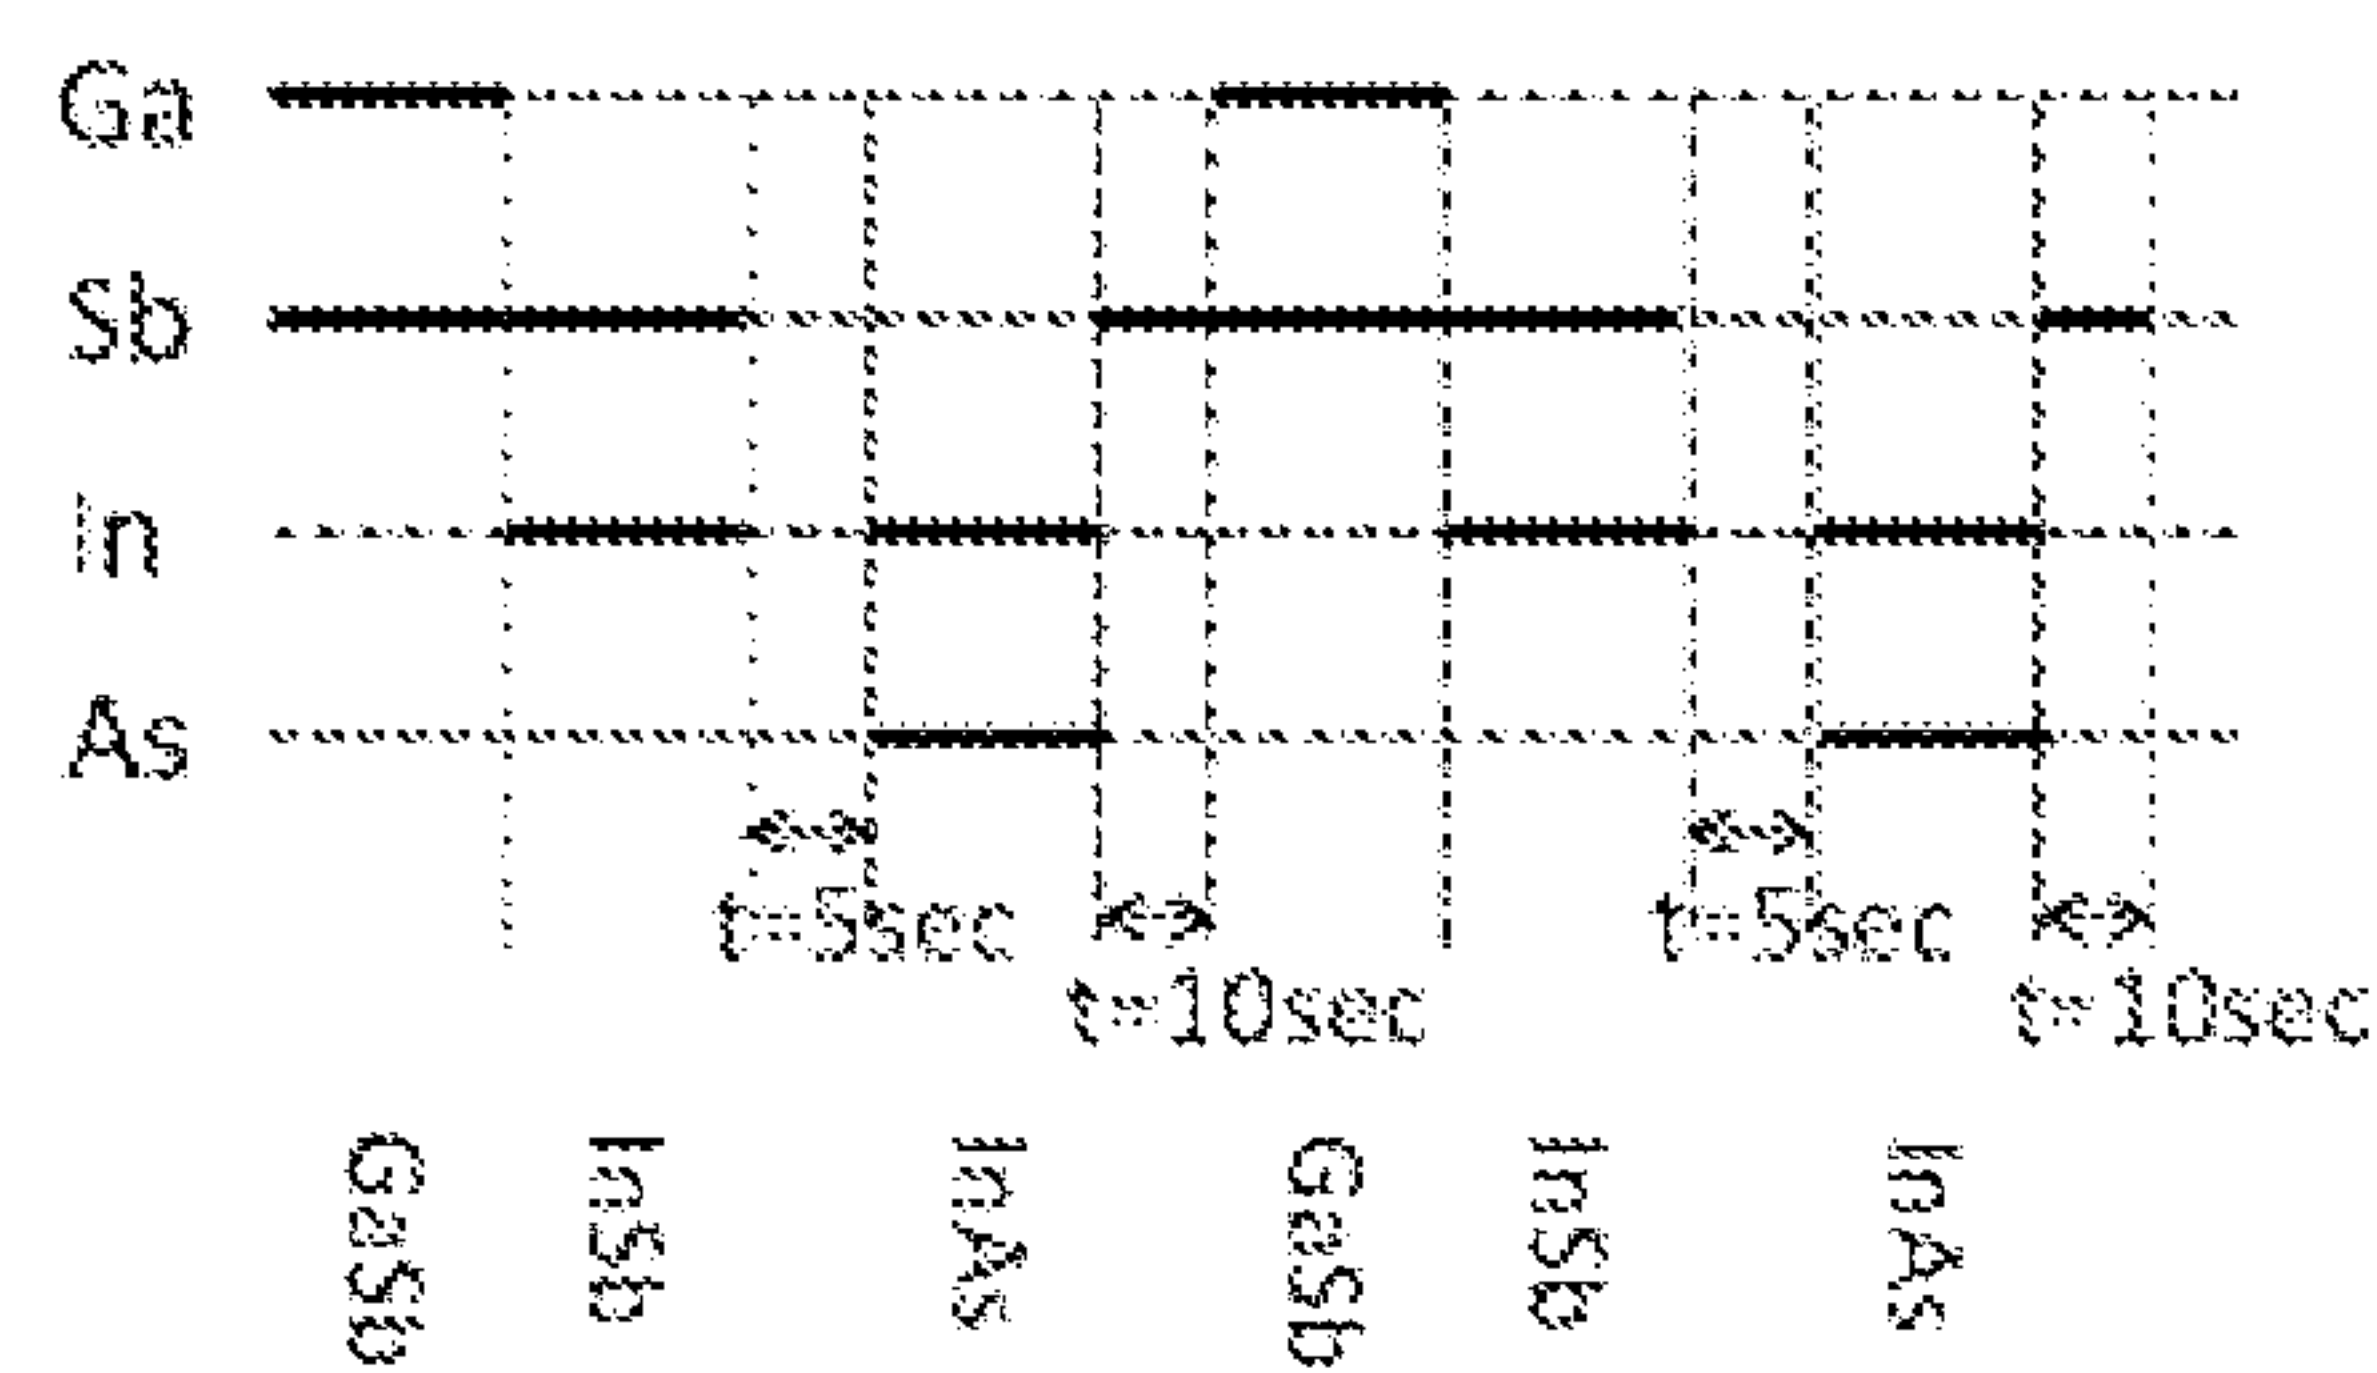 Ga
Sb
In
As
t=5sec
t=10sec
t=5sec
t=10sec
GaSb
InSb
InAs
GaSb
InSb
InAs